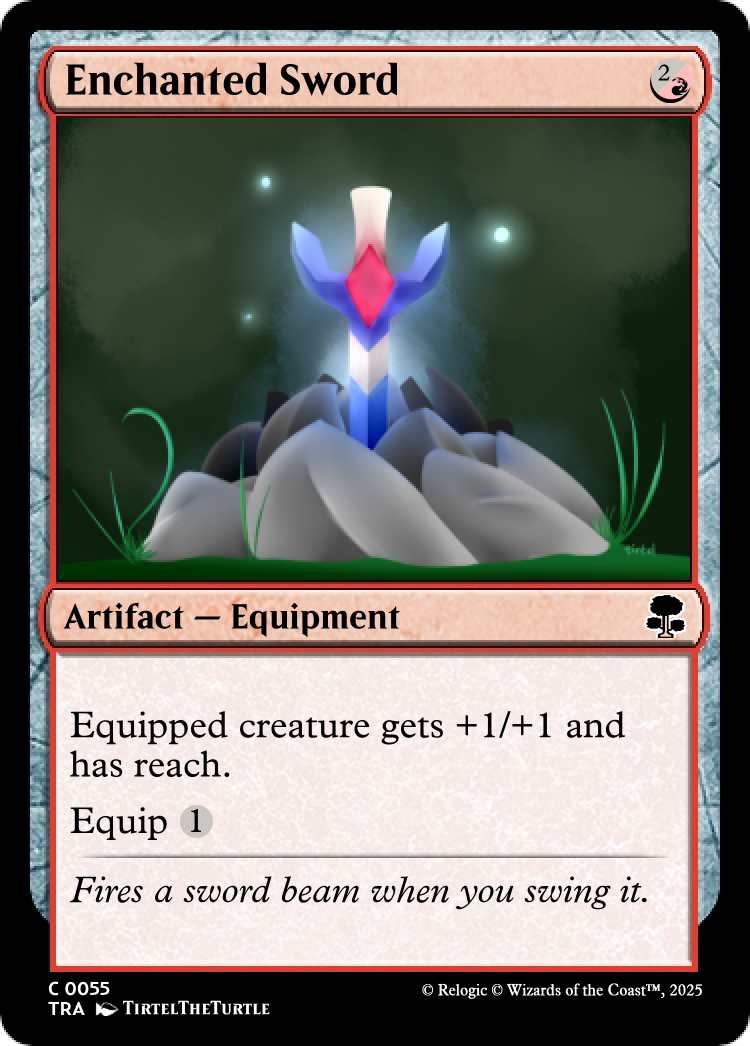 Enchanted Sword 2
tirtel
Artifact — Equipment
Equipped creature gets +1/+1 and
has reach.
Equip 1
Fires a sword beam when you swing it.
C 0055
TRA TirtelTheTurtle
© Relogic © Wizards of the Coast™, 2025